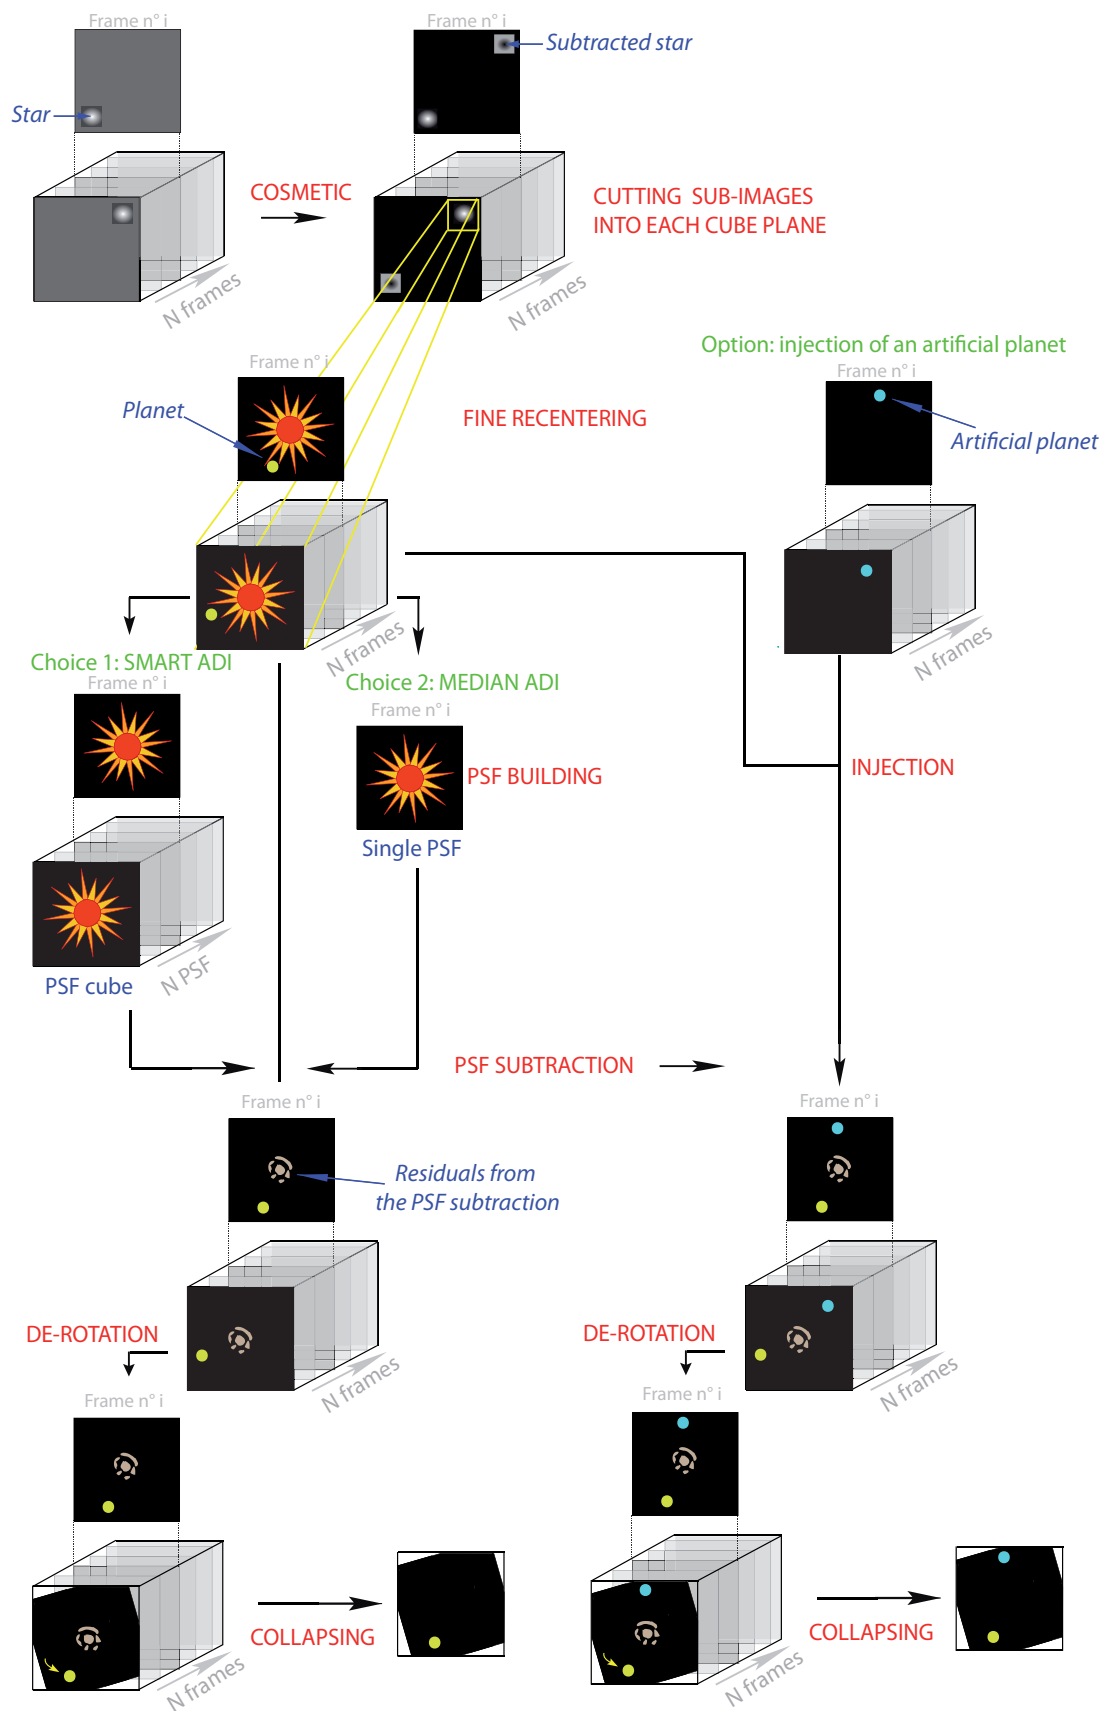 Frame n° i
Frame n° i
Subtracted star
Star
COSMETIC
CUTTING SUB-IMAGES
INTO EACH CUBE PLANE
N frames
N frames
Option: injection of an artificial planet
Frame n° i
Frame n° i
Planet
FINE RECENTERING
Artificial planet
N frames
N frames
Choice 1: SMART ADI
Frame n° i
Choice 2: MEDIAN ADI
Frame n° i
PSF BUILDING
INJECTION
Single PSF
N PSF
PSF cube
PSF SUBTRACTION
Frame n° i
Frame n° i
Residuals from
the PSF subtraction
DE-ROTATION
DE-ROTATION
N frames
N frames
Frame n° i
Frame n° i
COLLAPSING
COLLAPSING
N frames
N frames